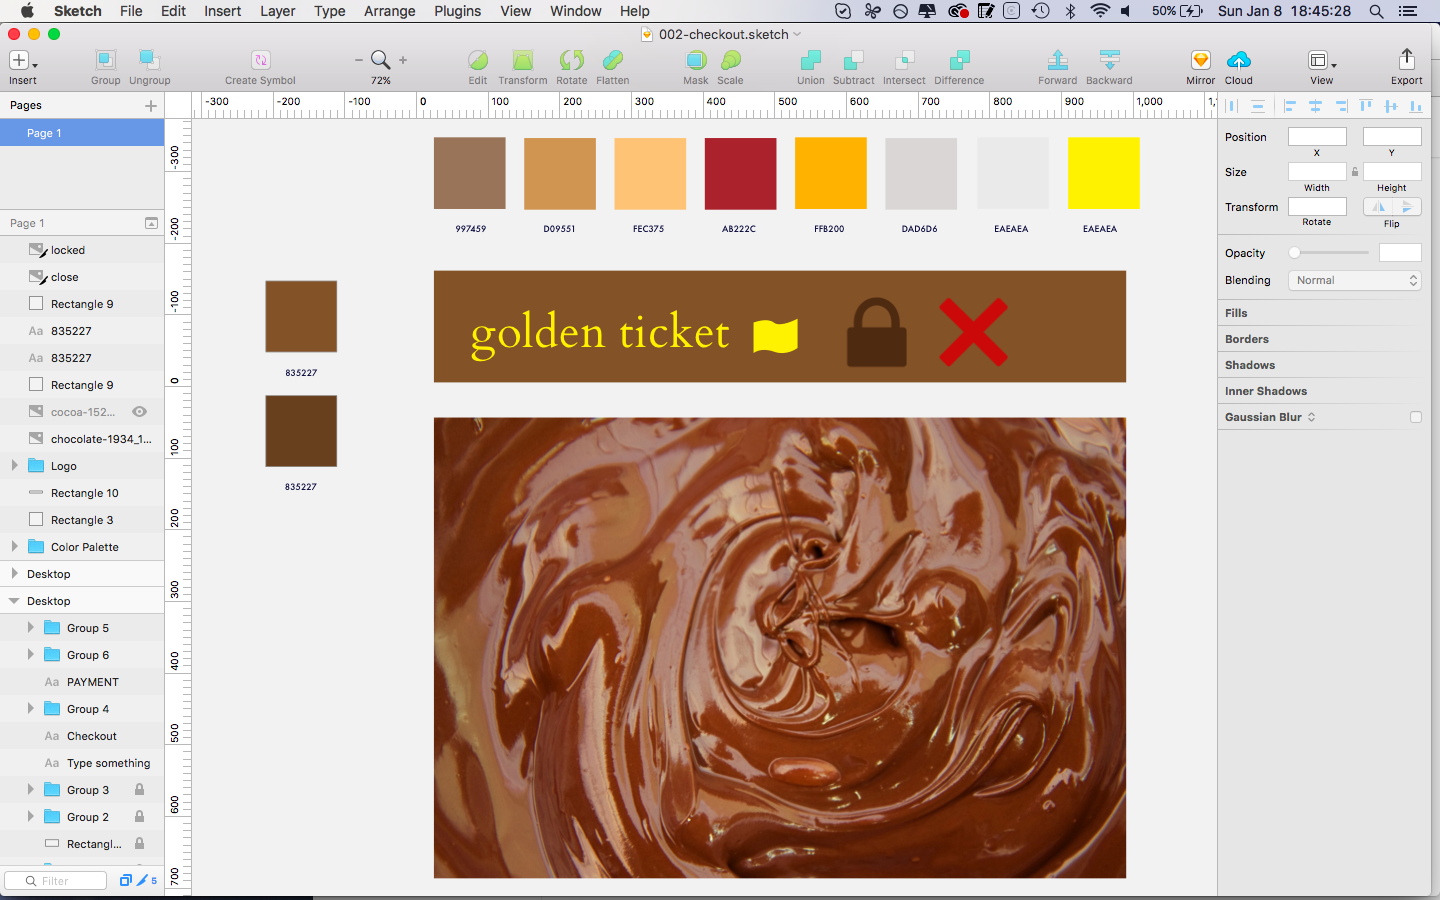 Sketch File Edit Insert Layer Type Arrange Plugins View Window Help 50% Sun Jan 8 18:45:28
002-checkout.sketch
Insert Group Ungroup Create Symbol 72% Edit Transform Rotate Flatten Mask Scale Union Subtract Intersect Difference Forward Backward Mirror Cloud View Export
Pages
Page 1
Page 1
locked
close
Rectangle 9
Aa 835227
Aa 835227
Rectangle 9
cocoa-152...
chocolate-1934_1...
Logo
Rectangle 10
Rectangle 3
Color Palette
Desktop
Desktop
Group 5
Group 6
Aa PAYMENT
Group 4
Aa Checkout
Aa Type something
Group 3
Group 2
Rectangl...
Filter 5
-300 -200 -100 0 100 200 300 400 500 600 700 800 900 1,000 1,
-300
-200
-100
0
100
200
300
400
500
600
700
997459 D09551 FEC375 AB222C FFB200 DAD6D6 EAEAEA EAEAEA
835227
835227
golden ticket
Position
X Y
Size
Width Height
Transform
Rotate Flip
Opacity
Blending Normal
Fills
Borders
Shadows
Inner Shadows
Gaussian Blur